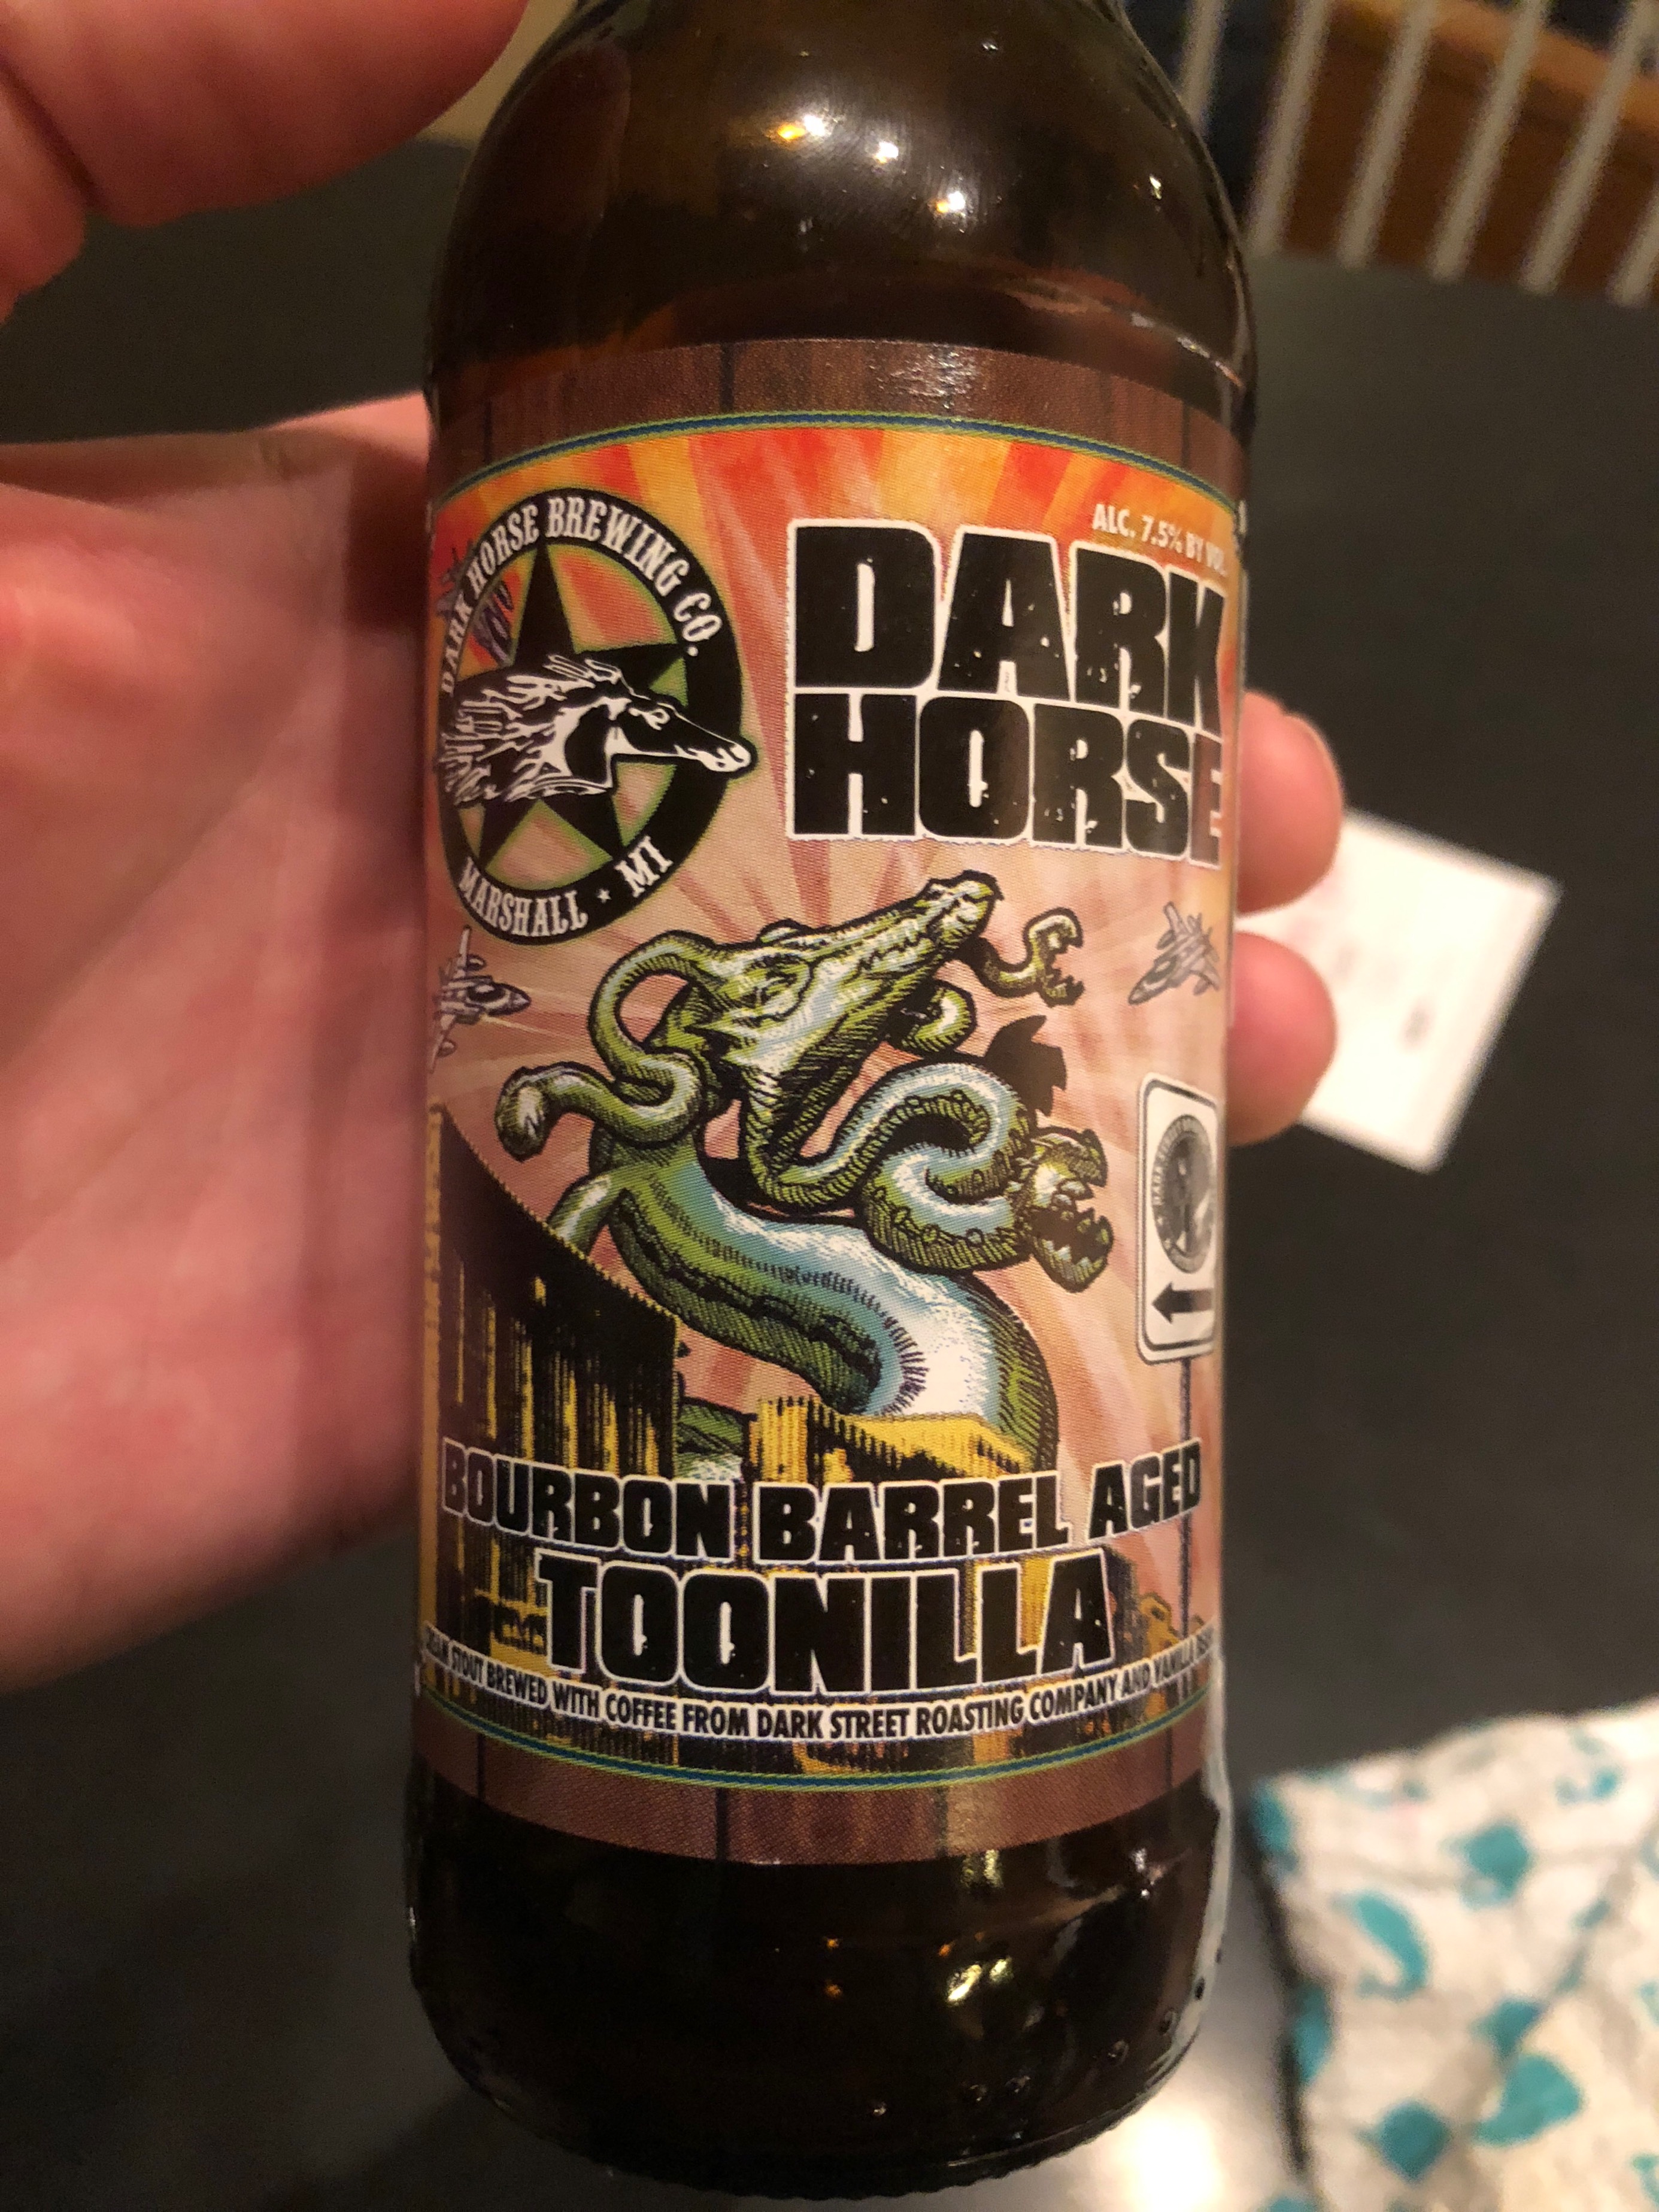 DARK HORSE BREWING CO.
MARSHALL • MI
ALC. 7.5% BY VOL.
DARK
HORSE
BOURBON BARREL AGED
TOONILLA
STOUT BREWED WITH COFFEE FROM DARK STREET ROASTING COMPANY AND VANILLA